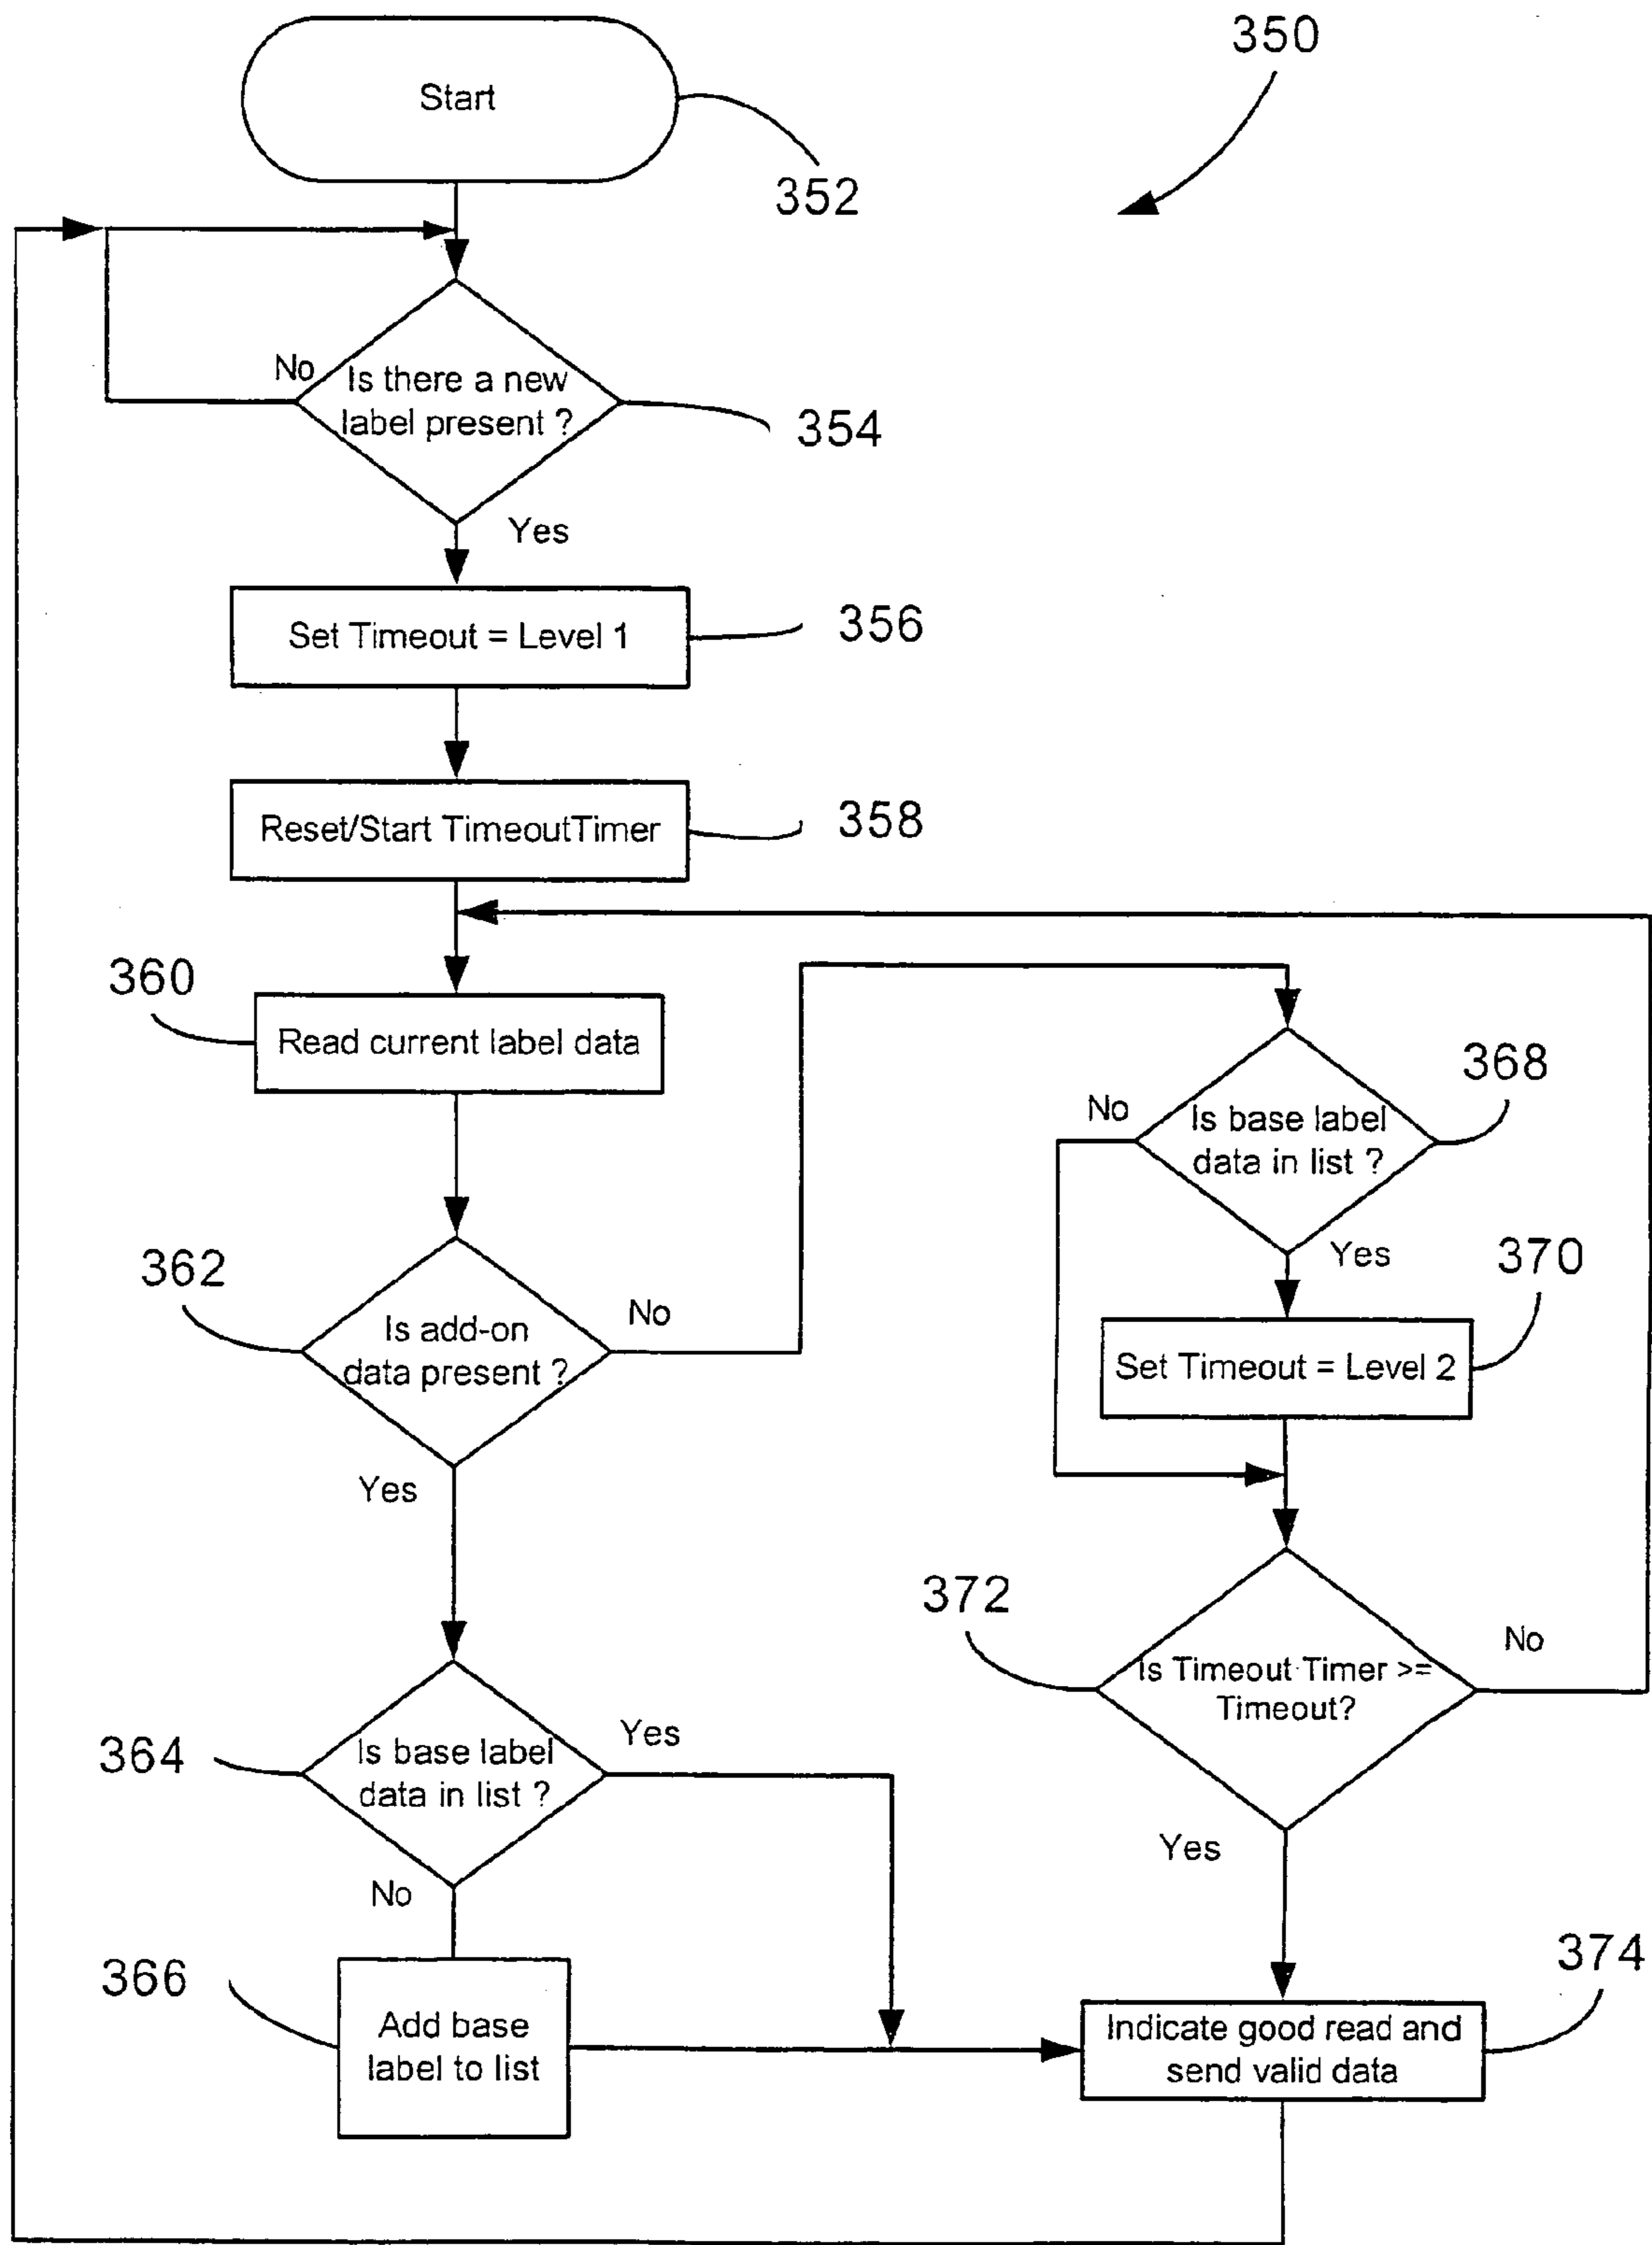 350
Start
352
No
Is there a new
label present ?
354
Yes
Set Timeout = Level 1
356
Reset/Start TimeoutTimer
358
360
Read current label data
368
No
Is base label
data in list ?
362
Yes
370
Is add-on
data present ?
No
Set Timeout = Level 2
Yes
372
No
Is Timeout Timer >=
Timeout?
364
Is base label
data in list ?
Yes
Yes
No
366
374
Add base
label to list
Indicate good read and
send valid data